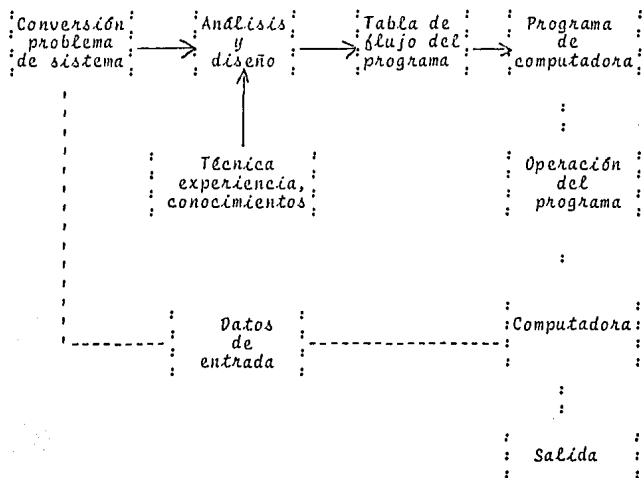 Conversión
problema
de sistema
Análisis
y
diseño
Tabla de
flujo del
programa
Programa
de
computadora
Técnica
experiencia,
conocimientos
Operación
del
programa
Datos
de
entrada
Computadora
Salida